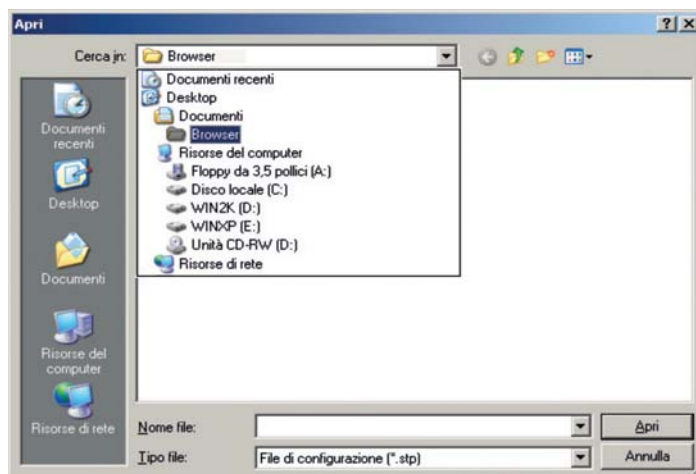 Apri
Cerca in: Browser
Documenti recenti
Desktop
Documenti
Browser
Risorse del computer
Floppy da 3,5 pollici (A:)
Disco locale (C:)
WIN2K (D:)
WINXP (E:)
Unità CD-RW (D:)
Risorse di rete
Documenti
recenti
Desktop
Documenti
Risorse del
computer
Risorse di rete
Nome file:
Apri
Tipo file: File di configurazione (*.stp)
Annulla